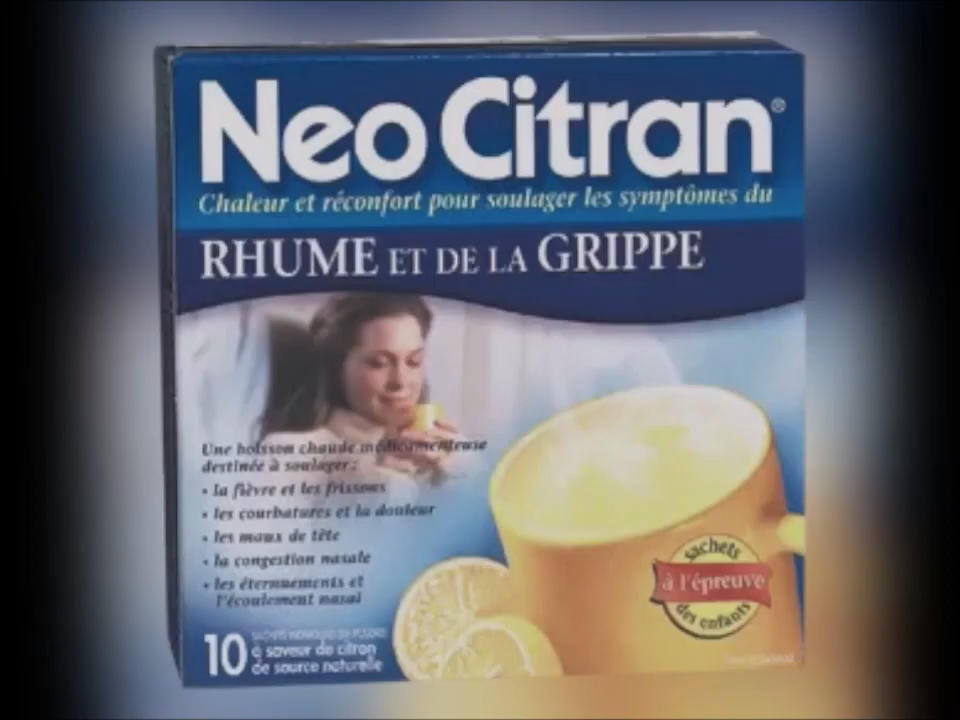 Neo Citran®
Chaleur et réconfort pour soulager les symptômes du
RHUME ET DE LA GRIPPE
Une boisson chaude médicamenteuse
destinée à soulager:
• la fièvre et les frissons
• les courbatures et la douleur
• les maux de tête
• la congestion nasale
• les éternuements et
l'écoulement nasal
sachets
à l'épreuve
des enfants
10
à saveur de citron
de source naturelle